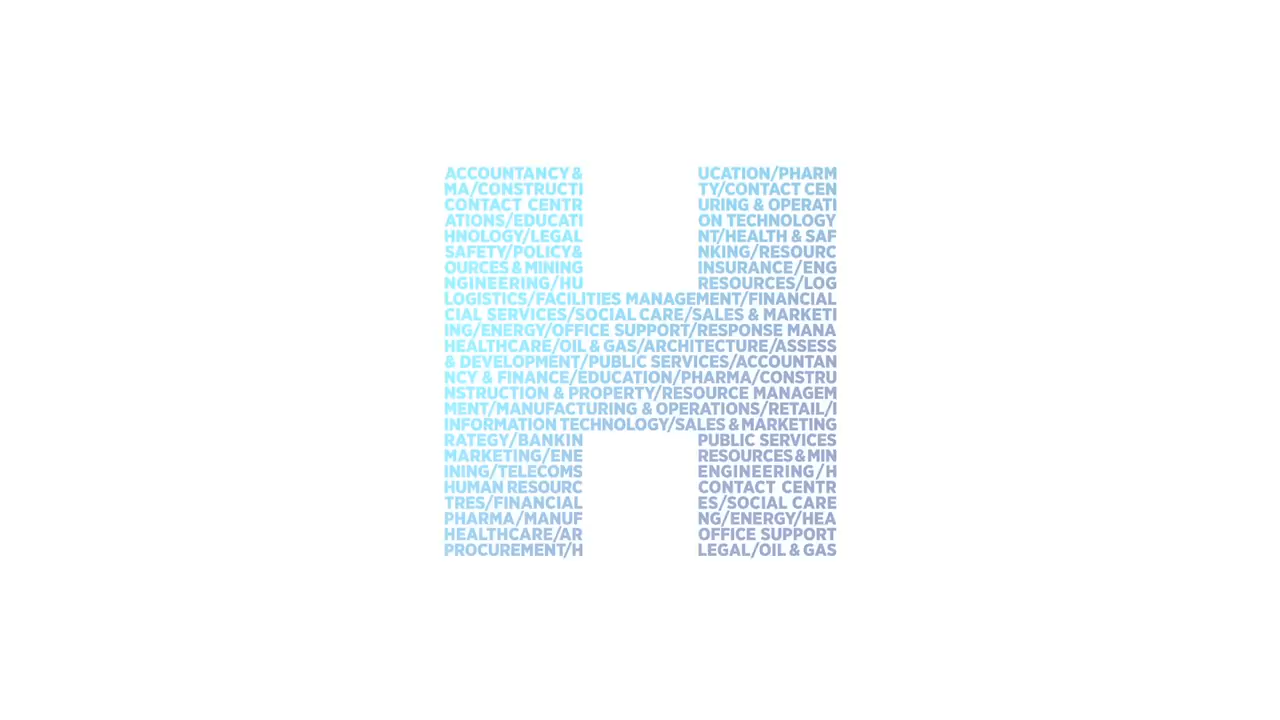 ACCOUNTANCY & UCATION/PHARM
MA/CONSTRUCTI TY/CONTACT CEN
CONTACT CENTR URING & OPERATI
ATIONS/EDUCATI ON TECHNOLOGY
HNOLOGY/LEGAL NT/HEALTH & SAF
SAFETY/POLICY& NKING/RESOURC
OURCES & MINING INSURANCE/ENG
NGINEERING/HU RESOURCES/LOG
LOGISTICS/FACILITIES MANAGEMENT/FINANCIAL
CIAL SERVICES/SOCIAL CARE/SALES & MARKETI
ING/ENERGY/OFFICE SUPPORT/RESPONSE MANA
HEALTHCARE/OIL & GAS/ARCHITECTURE/ASSESS
& DEVELOPMENT/PUBLIC SERVICES/ACCOUNTAN
NCY & FINANCE/EDUCATION/PHARMA/CONSTRU
NSTRUCTION & PROPERTY/RESOURCE MANAGEM
MENT/MANUFACTURING & OPERATIONS/RETAIL/I
INFORMATION TECHNOLOGY/SALES & MARKETING
RATEGY/BANKIN PUBLIC SERVICES
MARKETING/ENE RESOURCES & MIN
INING/TELECOMS ENGINEERING/H
HUMAN RESOURC CONTACT CENTR
TRES/FINANCIAL ES/SOCIAL CARE
PHARMA/MANUF NG/ENERGY/HEA
HEALTHCARE/AR OFFICE SUPPORT
PROCUREMENT/H LEGAL/OIL & GAS